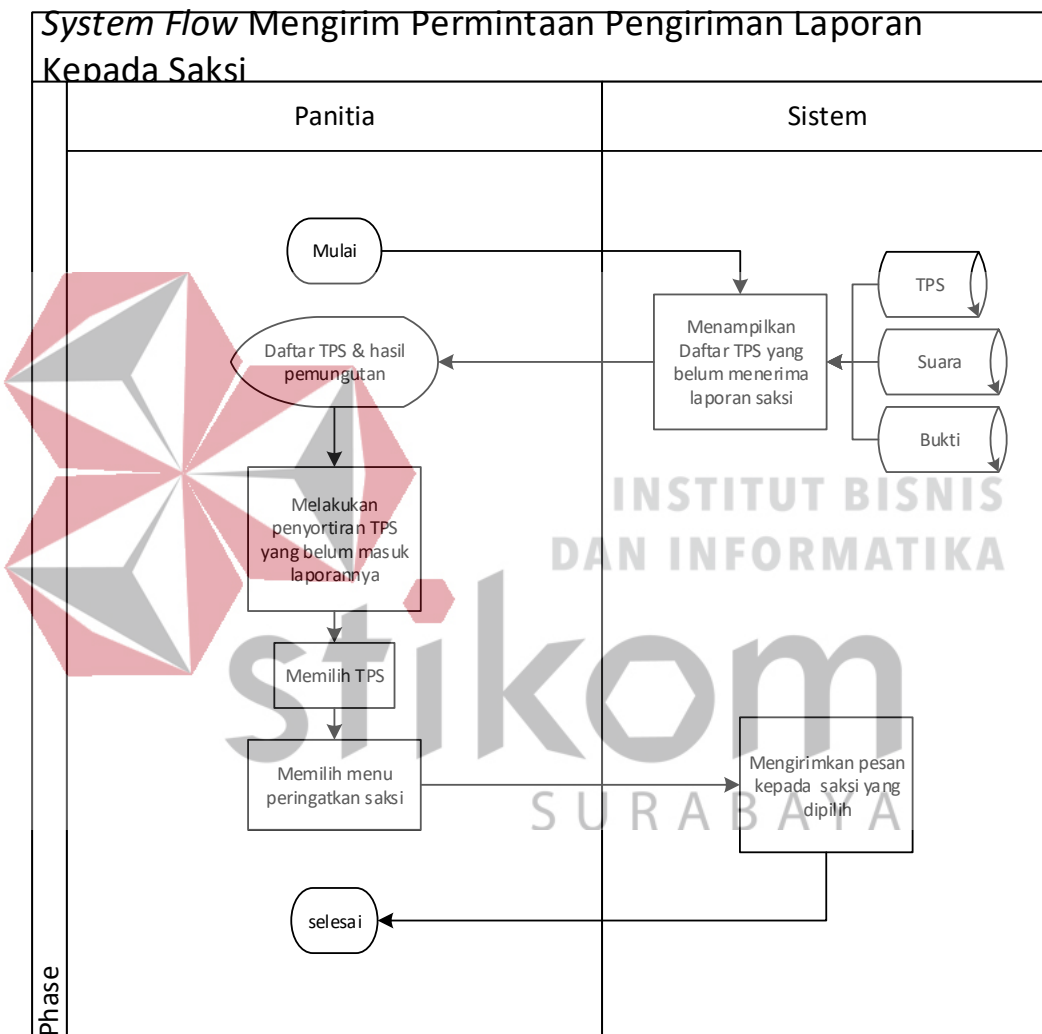 System Flow Mengirim Permintaan Pengiriman Laporan
Kepada Saksi
Panitia
Sistem
Mulai
TPS
Menampilkan
Daftar TPS yang
belum menerima
laporan saksi
Daftar TPS & hasil
pemungutan
Suara
Bukti
Melakukan
penyortiran TPS
yang belum masuk
laporannya
INSTITUT BISNIS
DAN INFORMATIKA
stikom
SURABAYA
Memilih TPS
Memilih menu
peringatkan saksi
Mengirimkan pesan
kepada saksi yang
dipilih
selesai
Phase